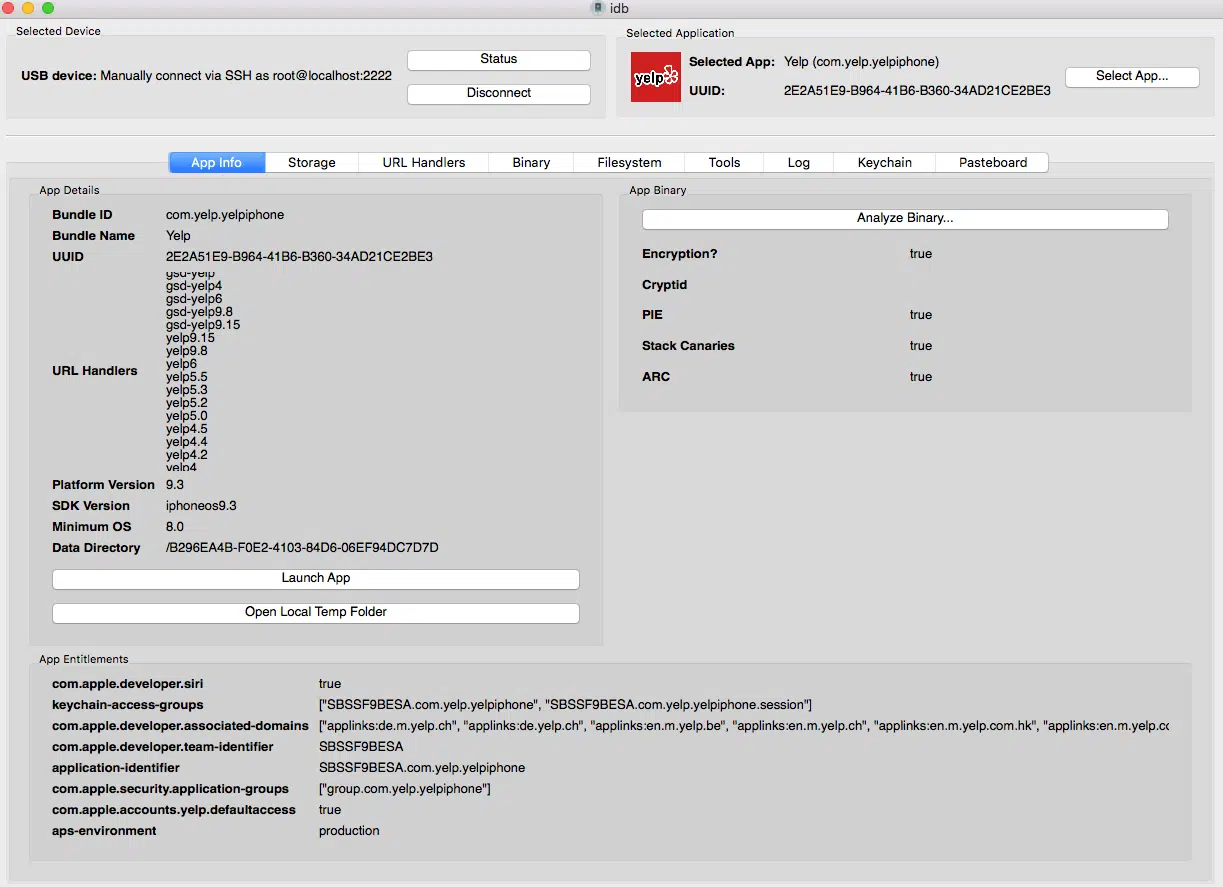 idb
Selected Device
USB device: Manually connect via SSH as root@localhost:2222
Status
Disconnect
Selected Application
yelp
Selected App: Yelp (com.yelp.yelpiphone)
UUID: 2E2A51E9-B964-41B6-B360-34AD21CE2BE3
Select App...
App Info Storage URL Handlers Binary Filesystem Tools Log Keychain Pasteboard
App Details
Bundle ID com.yelp.yelpiphone
Bundle Name Yelp
UUID 2E2A51E9-B964-41B6-B360-34AD21CE2BE3
URL Handlers
gsd-yelp
gsd-yelp4
gsd-yelp6
gsd-yelp9.8
gsd-yelp9.15
yelp9.15
yelp9.8
yelp6
yelp5.5
yelp5.3
yelp5.2
yelp5.0
yelp4.5
yelp4.4
yelp4.2
yelp4
Platform Version 9.3
SDK Version iphoneos9.3
Minimum OS 8.0
Data Directory /B296EA4B-F0E2-4103-84D6-06EF94DC7D7D
Launch App
Open Local Temp Folder
App Binary
Analyze Binary...
Encryption? true
Cryptid
PIE true
Stack Canaries true
ARC true
App Entitlements
com.apple.developer.siri true
keychain-access-groups ["SBSSF9BESA.com.yelp.yelpiphone", "SBSSF9BESA.com.yelp.yelpiphone.session"]
com.apple.developer.associated-domains ["applinks:de.m.yelp.ch", "applinks:de.yelp.ch", "applinks:en.m.yelp.be", "applinks:en.m.yelp.ch", "applinks:en.m.yelp.com.hk", "applinks:en.m.yelp.cc
com.apple.developer.team-identifier SBSSF9BESA
application-identifier SBSSF9BESA.com.yelp.yelpiphone
com.apple.security.application-groups ["group.com.yelp.yelpiphone"]
com.apple.accounts.yelp.defaultaccess true
aps-environment production